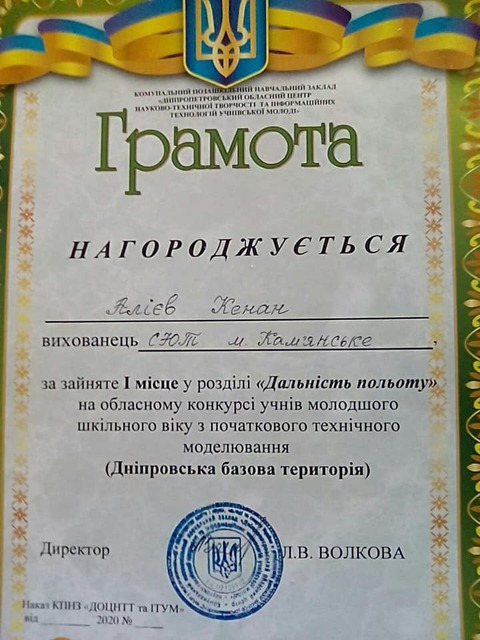 КОМУНАЛЬНИЙ ПОЗАШКІЛЬНИЙ НАВЧАЛЬНИЙ ЗАКЛАД
«ДНІПРОПЕТРОВСЬКИЙ ОБЛАСНИЙ ЦЕНТР
НАУКОВО-ТЕХНІЧНОЇ ТВОРЧОСТІ ТА ІНФОРМАЦІЙНИХ
ТЕХНОЛОГІЙ УЧНІВСЬКОЇ МОЛОДІ»
Грамота
НАГОРОДЖУЄТЬСЯ
Алієв Кенан
вихованець СЮТ м Кам'янське,
за зайняте I місце у розділі «Дальність польоту»
на обласному конкурсі учнів молодшого
шкільного віку з початкового технічного
моделювання
(Дніпровська базова територія)
Директор Л.В. ВОЛКОВА
Наказ КПНЗ «ДОЦНТТ та ІТУМ»
від ________ 2020 № _____